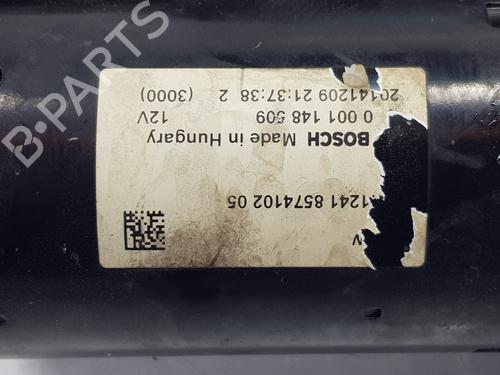 1241 8574102 05
BOSCH Made in Hungary
0 001 148 509 12V
20141209 21:37:38 2 (3000)
B-PARTS